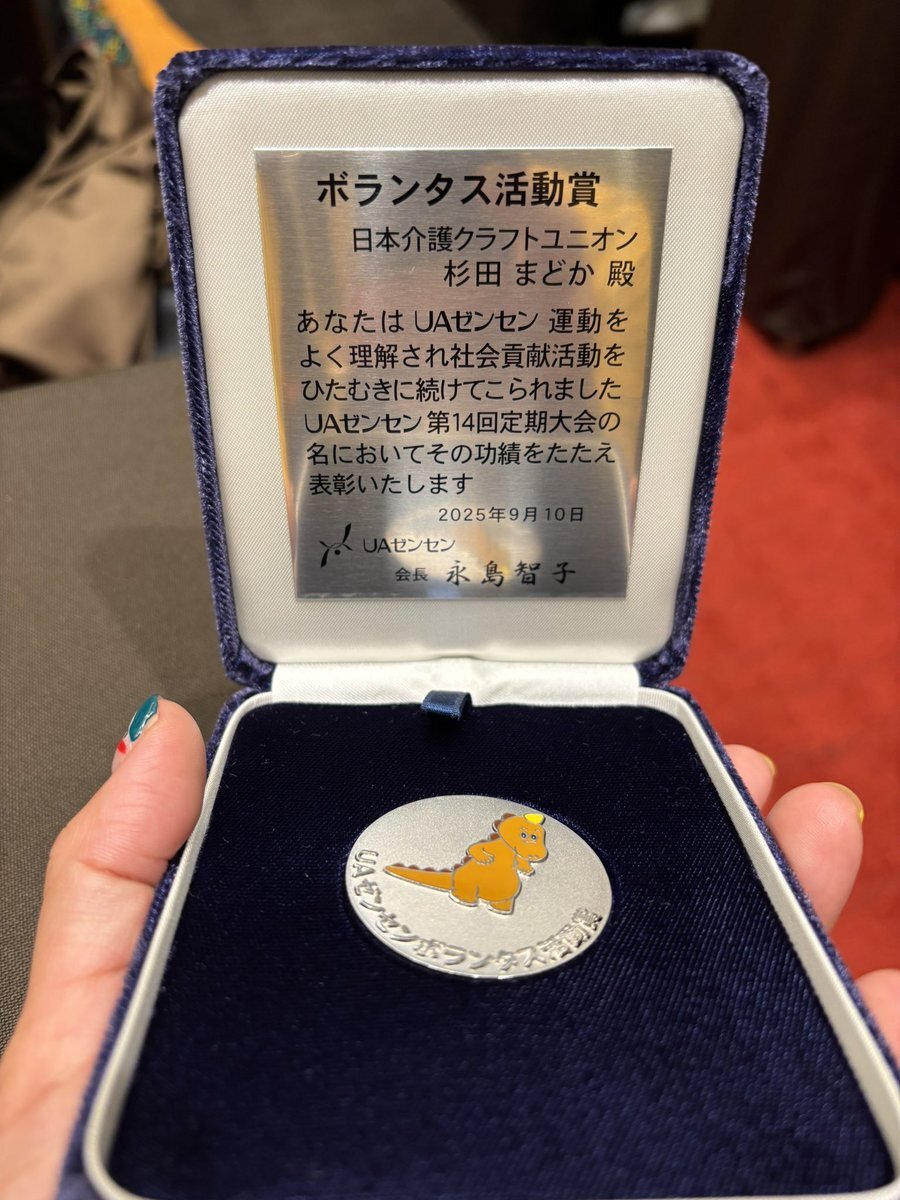 ボランタス活動賞
日本介護クラフトユニオン
杉田 まどか 殿
あなたは UAゼンセン 運動を
よく理解され社会貢献活動を
ひたむきに続けてこられました
UAゼンセン 第14回定期大会の
名においてその功績をたたえ
表彰いたします
2025年9月10日
UAゼンセン
会長 永島智子
UAゼンセンボランタス活動賞